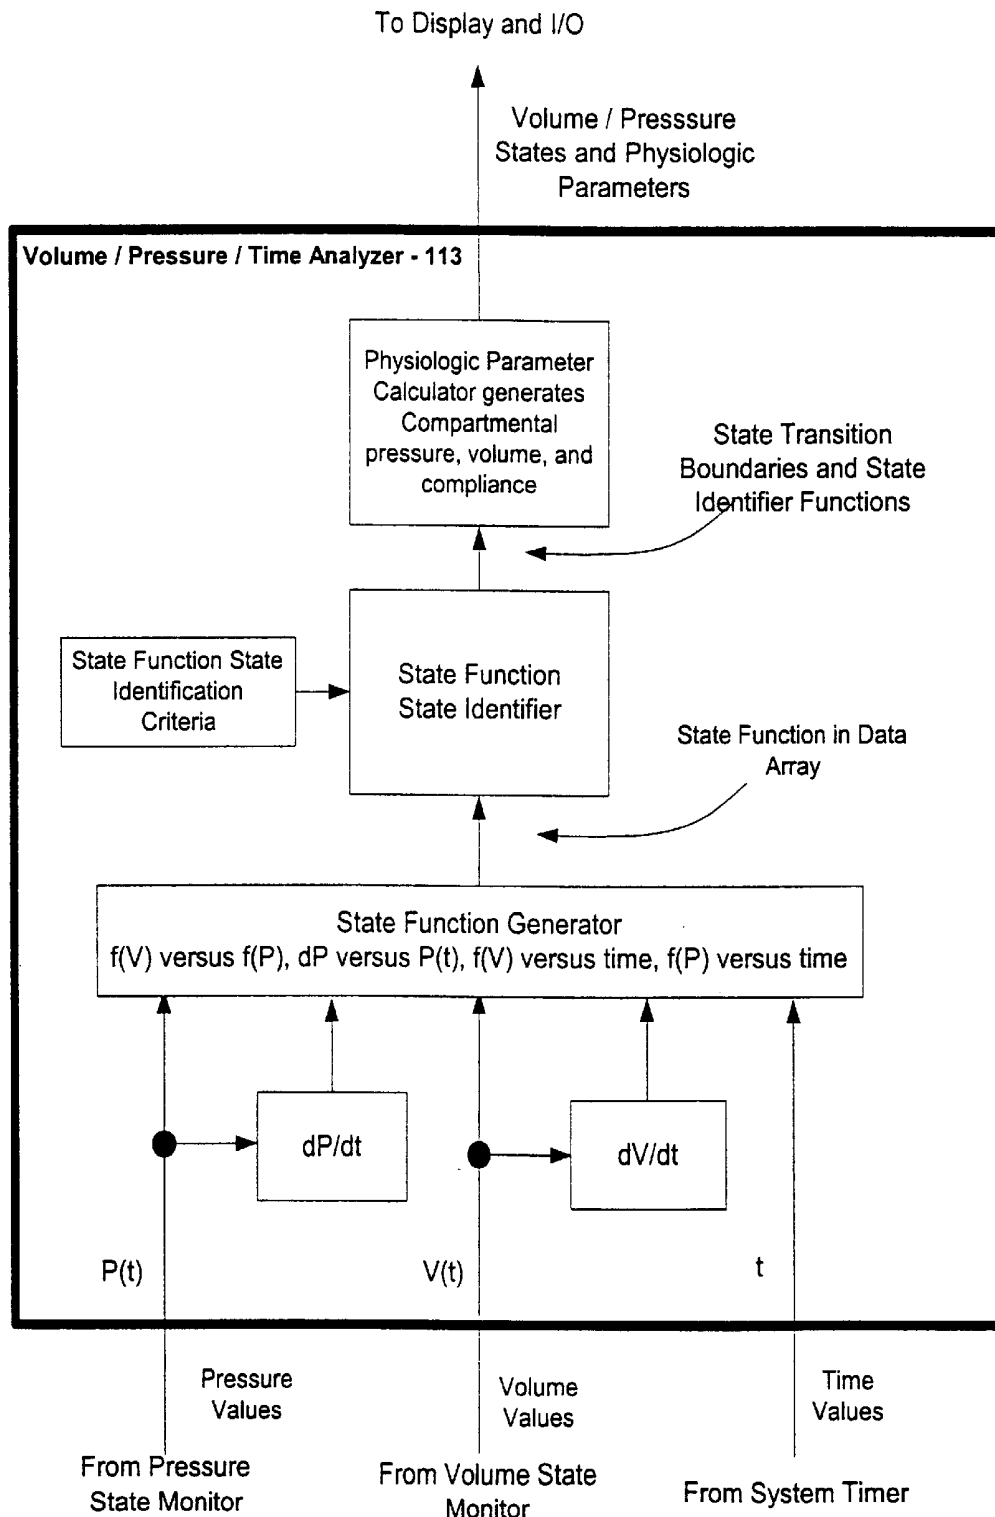 To Display and I/O
Volume / Presssure
States and Physiologic
Parameters
Volume / Pressure / Time Analyzer - 113
Physiologic Parameter
Calculator generates
Compartmental
pressure, volume, and
compliance
State Transition
Boundaries and State
Identifier Functions
State Function State
Identification
Criteria
State Function
State Identifier
State Function in Data
Array
State Function Generator
f(V) versus f(P), dP versus P(t), f(V) versus time, f(P) versus time
dP/dt
dV/dt
P(t)
V(t)
t
Pressure
Values
Volume
Values
Time
Values
From Pressure
State Monitor
From Volume State
Monitor
From System Timer